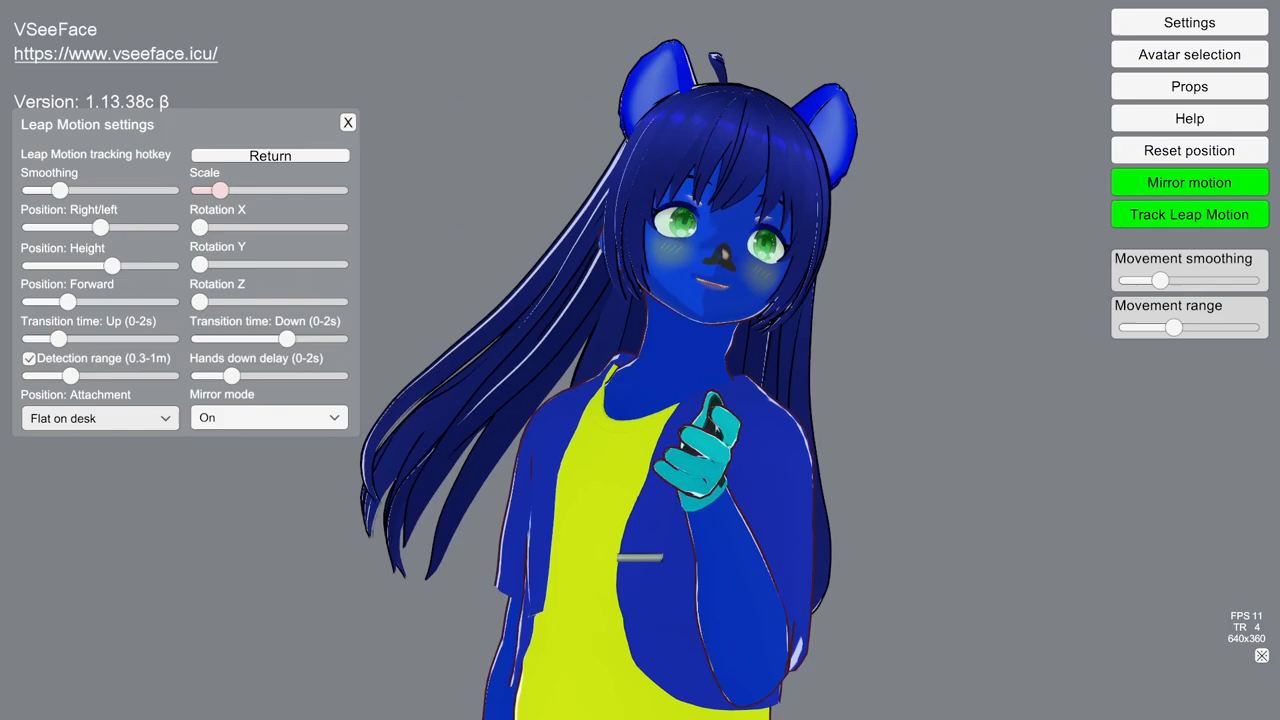 VSeeFace
https://www.vseeface.icu/
Version: 1.13.38c β
Leap Motion settings
X
Leap Motion tracking hotkey
Return
Smoothing
Scale
Position: Right/left
Rotation X
Position: Height
Rotation Y
Position: Forward
Rotation Z
Transition time: Up (0-2s)
Transition time: Down (0-2s)
Detection range (0.3-1m)
Hands down delay (0-2s)
Position: Attachment
Mirror mode
Flat on desk
On
Settings
Avatar selection
Props
Help
Reset position
Mirror motion
Track Leap Motion
Movement smoothing
Movement range
FPS 11
TR 4
640x360